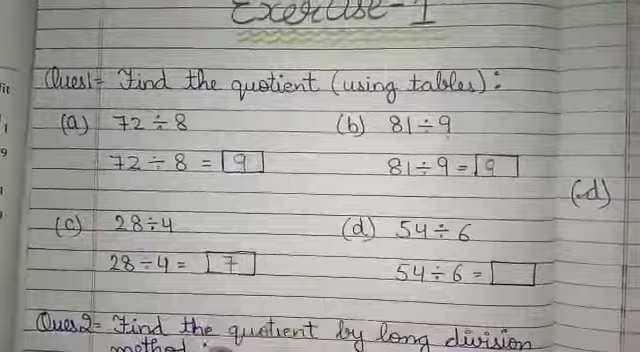 Exercise-1
Ques1= Find the quotient (using tables):
(a) 72÷8 (b) 81÷9
72÷8 = 9 81÷9 = 9
(d)
(c) 28÷4 (d) 54÷6
28÷4 = 7 54÷6 =
Ques2= Find the quotient by long division
method: